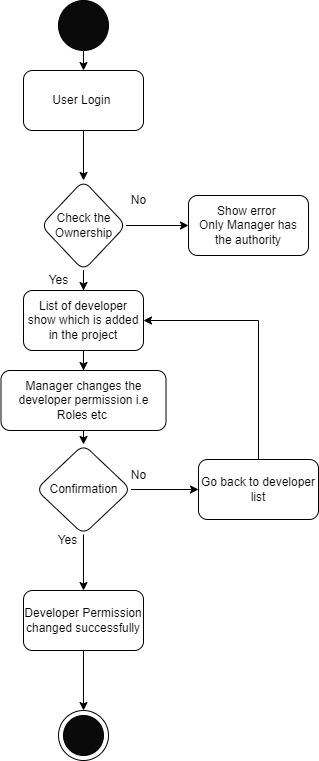 User Login
No
Check the
Ownership
Show error
Only Manager has
the authority
Yes
List of developer
show which is added
in the project
Manager changes the
developer permission i.e
Roles etc
No
Confirmation
Go back to developer
list
Yes
Developer Permission
changed successfully